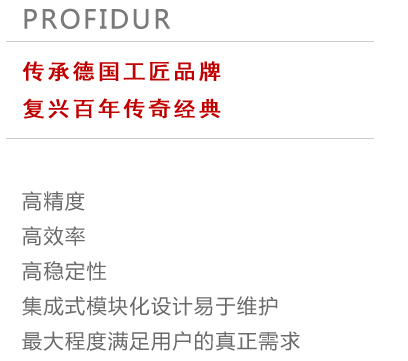 PROFIDUR
传承德国工匠品牌
复兴百年传奇经典
高精度
高效率
高稳定性
集成式模块化设计易于维护
最大程度满足用户的真正需求